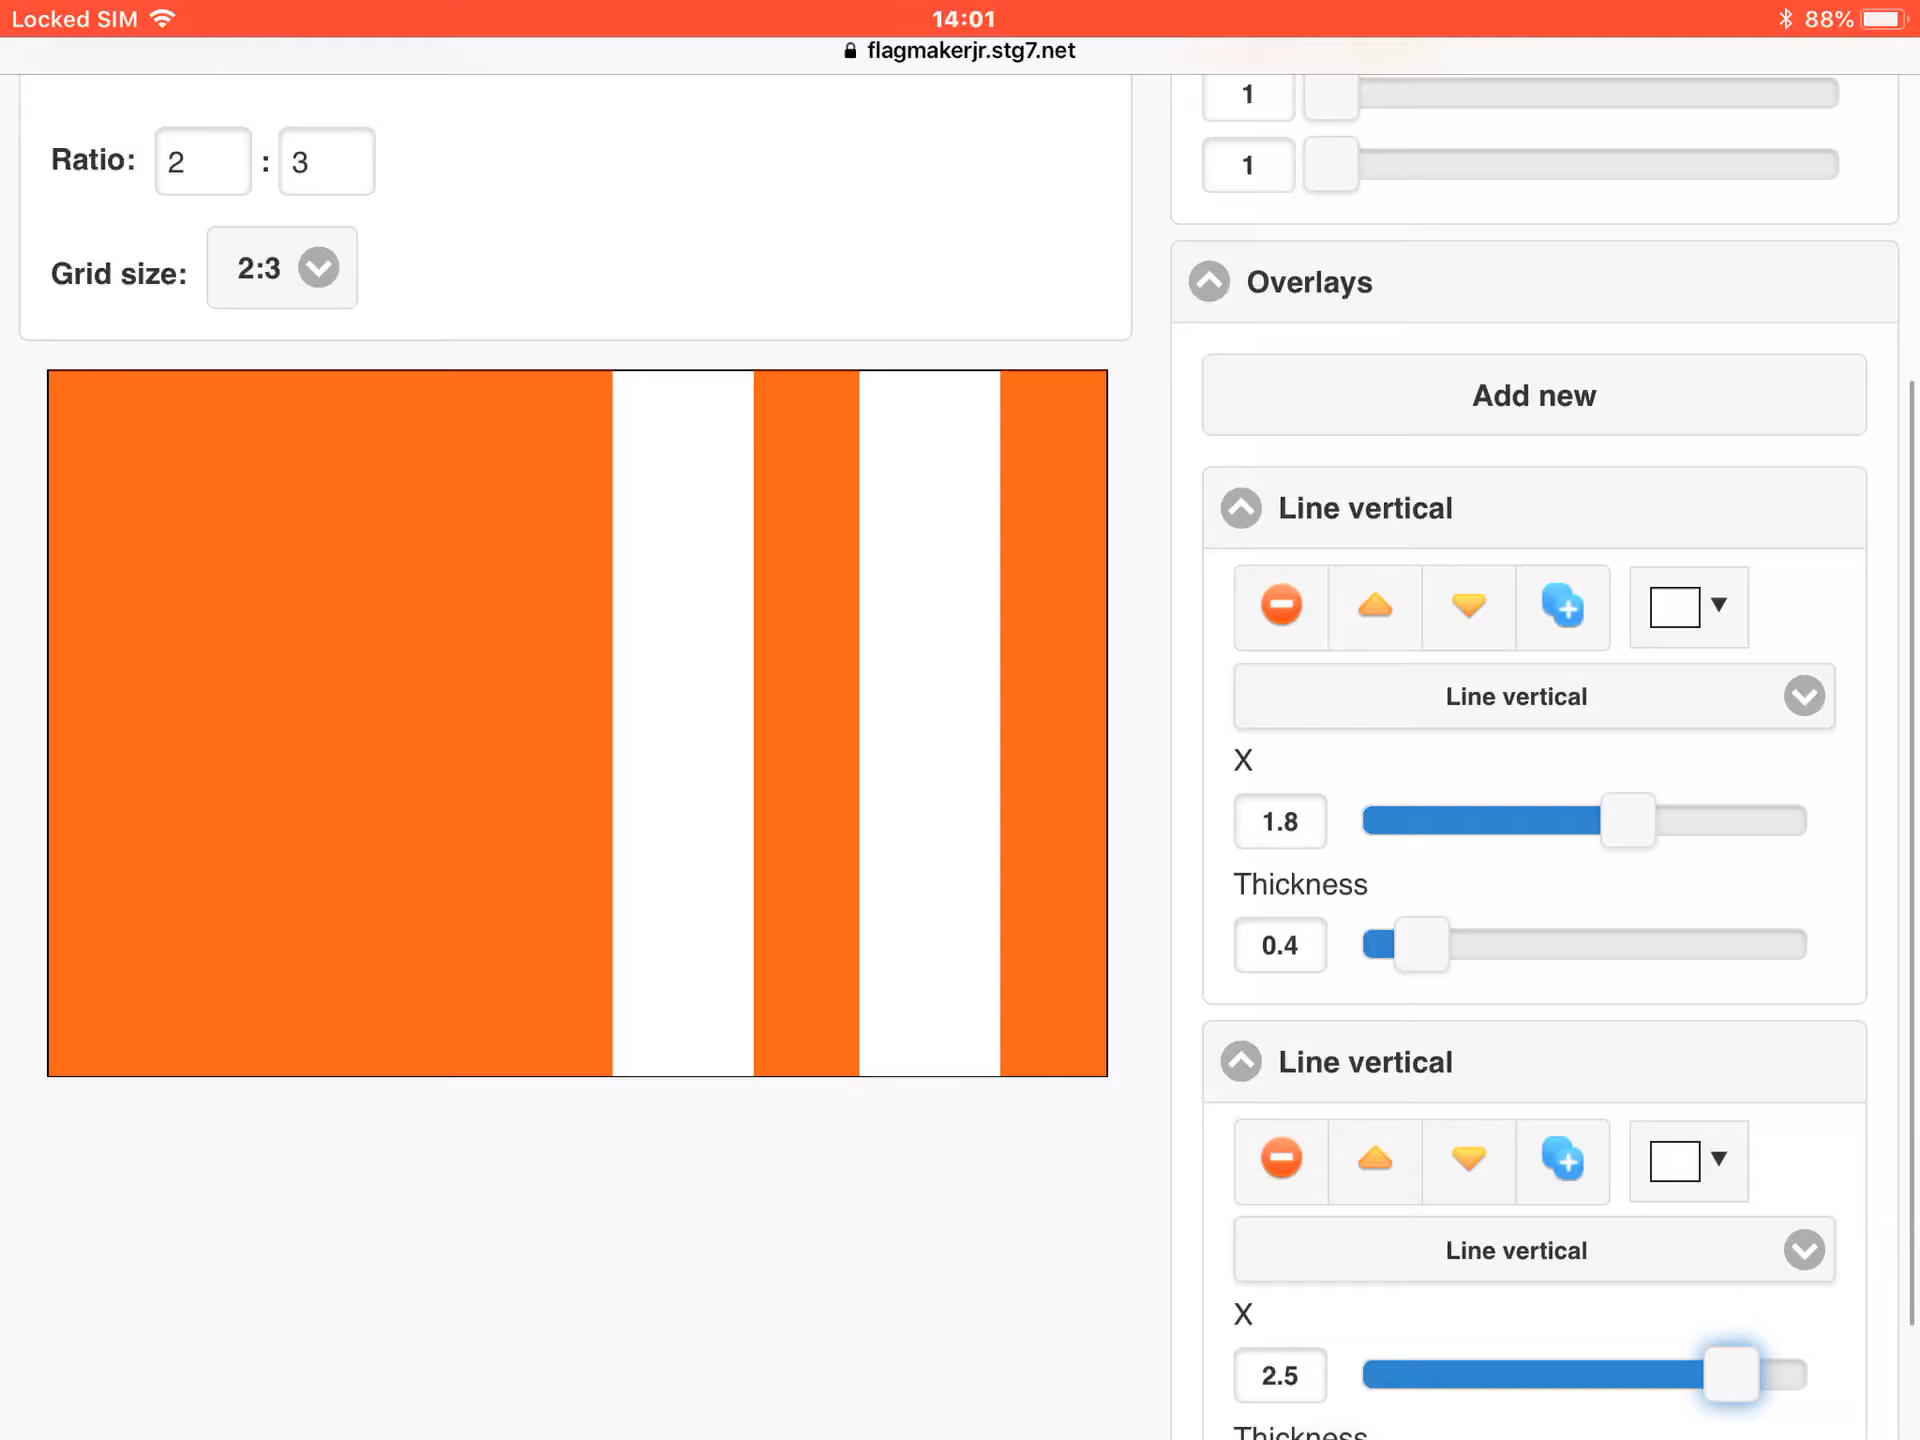 Locked SIM
14:01
88%
flagmakerjr.stg7.net
Ratio: 2 : 3
Grid size: 2:3
1
1
Overlays
Add new
Line vertical
Line vertical
X
1.8
Thickness
0.4
Line vertical
Line vertical
X
2.5
Thickness